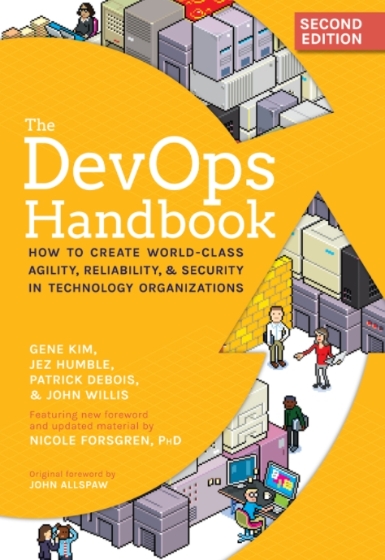 SECOND
EDITION
The
DevOps
Handbook
HOW TO CREATE WORLD-CLASS
AGILITY, RELIABILITY, & SECURITY
IN TECHNOLOGY ORGANIZATIONS
GENE KIM,
JEZ HUMBLE,
PATRICK DEBOIS,
& JOHN WILLIS
Featuring new foreword
and updated material by
NICOLE FORSGREN, PHD
Original foreword by
JOHN ALLSPAW